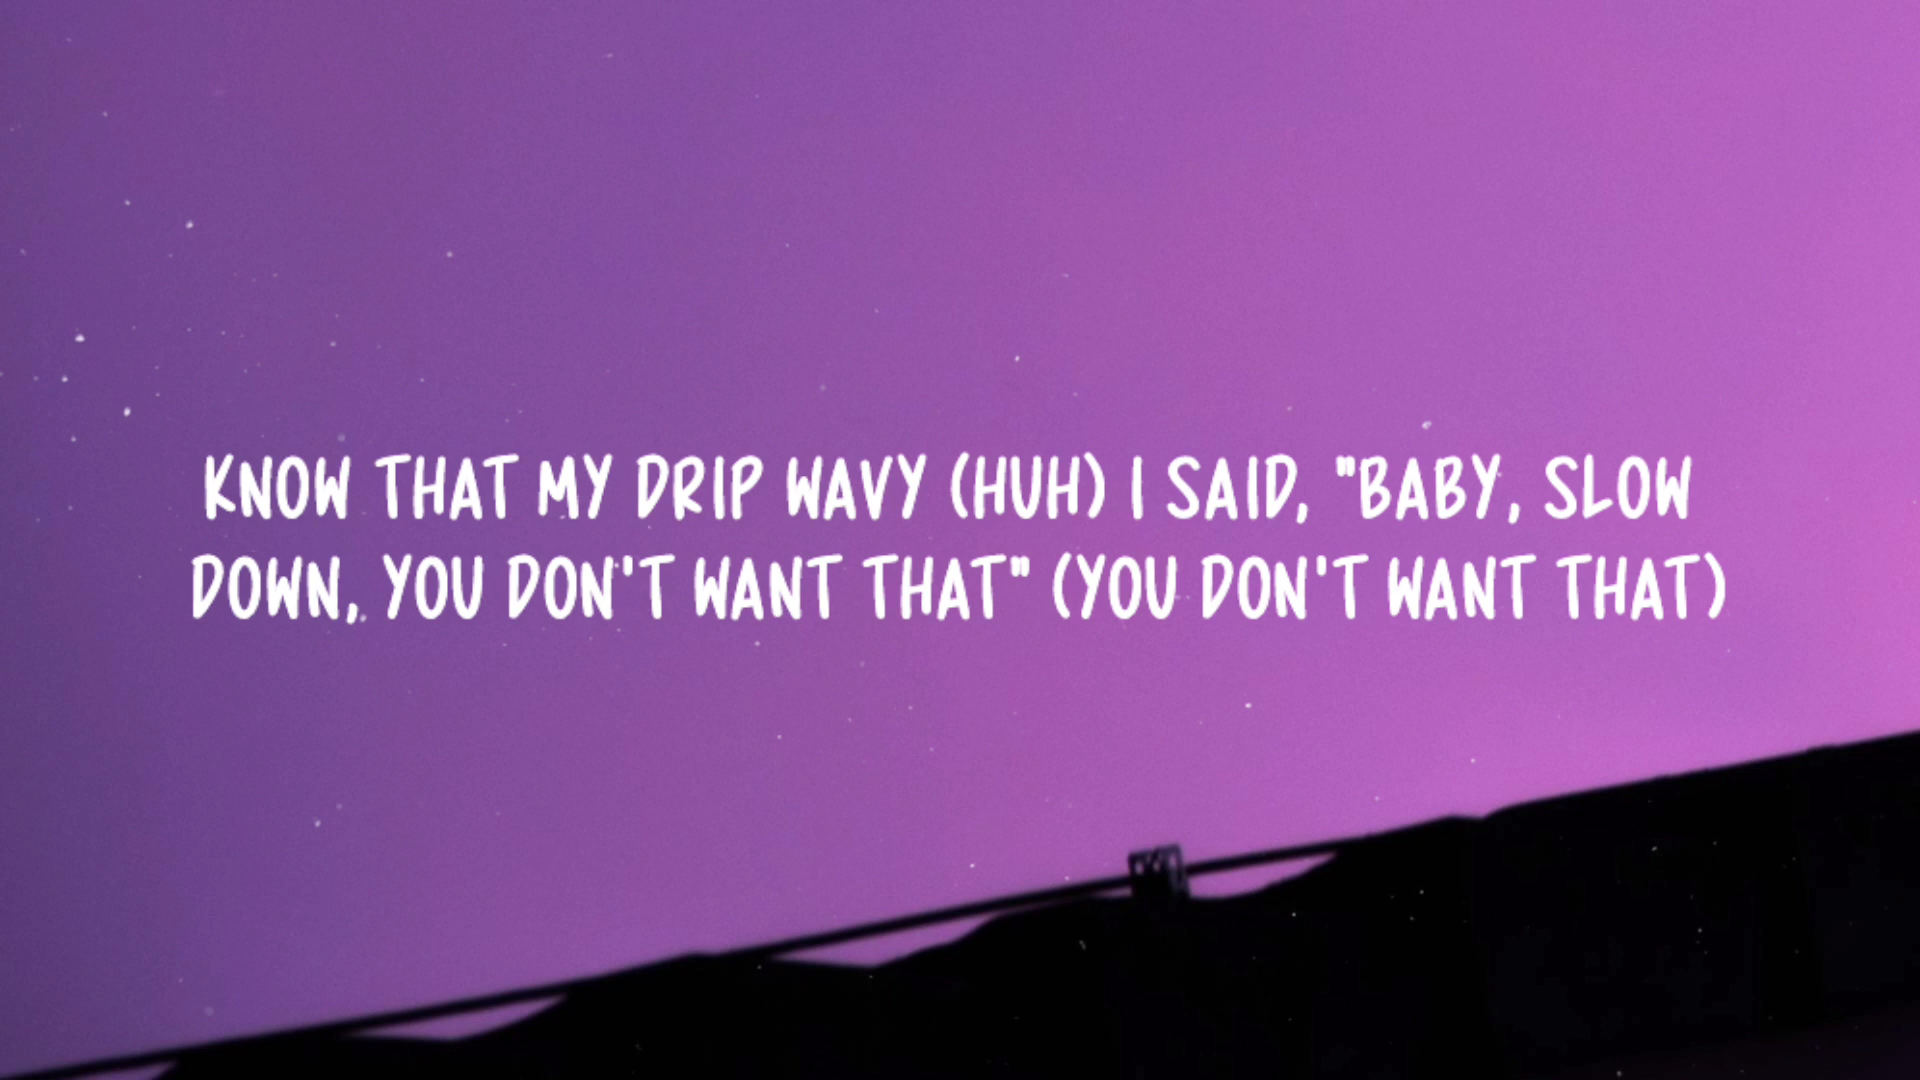 KNOW THAT MY DRIP WAVY (HUH) I SAID, "BABY, SLOW
DOWN, YOU DON'T WANT THAT" (YOU DON'T WANT THAT)